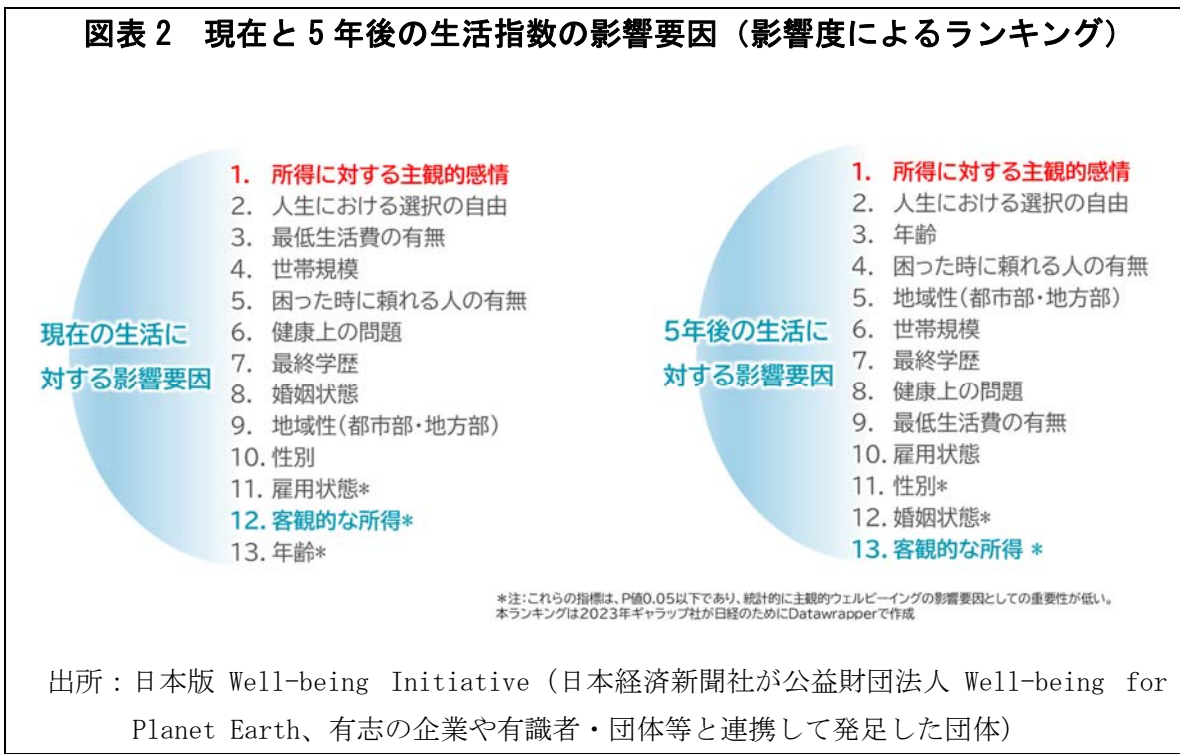 図表2 現在と5年後の生活指数の影響要因（影響度によるランキング）
現在の生活に
対する影響要因
1. 所得に対する主観的感情
2. 人生における選択の自由
3. 最低生活費の有無
4. 世帯規模
5. 困った時に頼れる人の有無
6. 健康上の問題
7. 最終学歴
8. 婚姻状態
9. 地域性（都市部・地方部）
10. 性別
11. 雇用状態*
12. 客観的な所得*
13. 年齢*
5年後の生活に
対する影響要因
1. 所得に対する主観的感情
2. 人生における選択の自由
3. 年齢
4. 困った時に頼れる人の有無
5. 地域性（都市部・地方部）
6. 世帯規模
7. 最終学歴
8. 健康上の問題
9. 最低生活費の有無
10. 雇用状態
11. 性別*
12. 婚姻状態*
13. 客観的な所得 *
*注：これらの指標は、P値0.05以下であり、統計的に主観的ウェルビーイングの影響要因としての重要性が低い。
本ランキングは2023年ギャラップ社が日経のためにDatawrapperで作成
出所：日本版 Well-being Initiative（日本経済新聞社が公益財団法人 Well-being for
Planet Earth、有志の企業や有識者・団体等と連携して発足した団体）